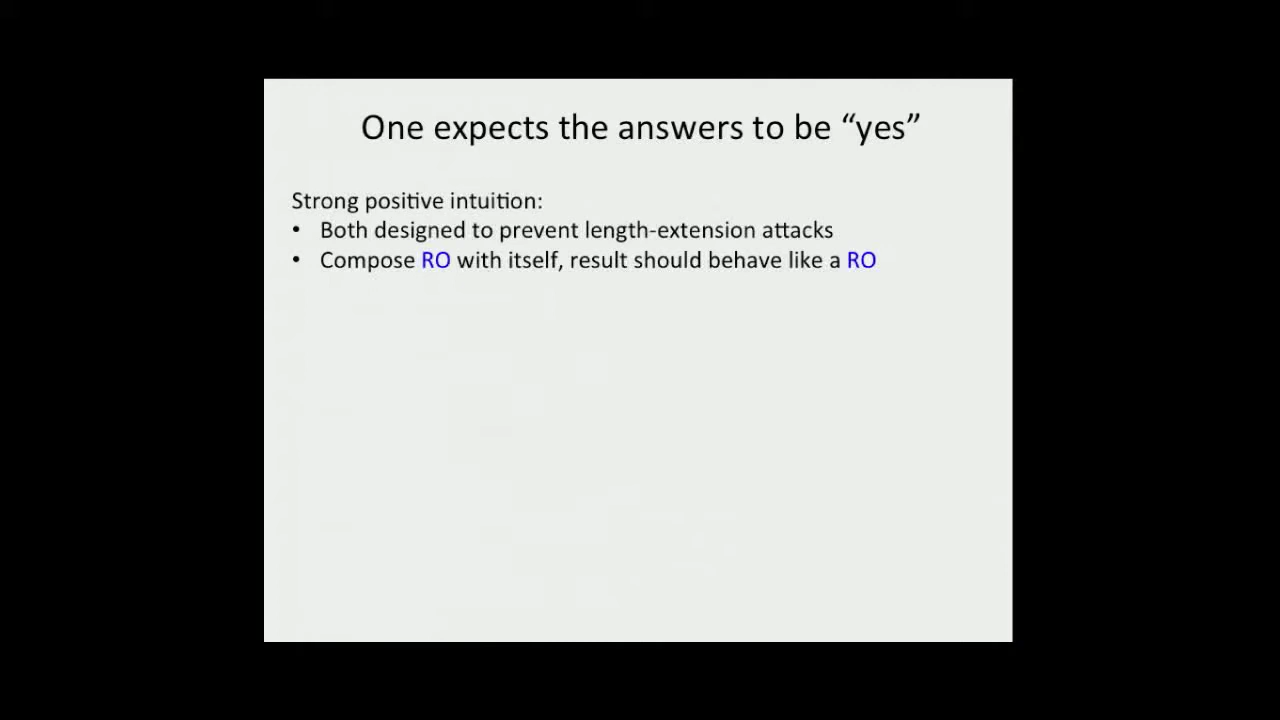 One expects the answers to be “yes”
Strong positive intuition:
• Both designed to prevent length-extension attacks
• Compose RO with itself, result should behave like a RO